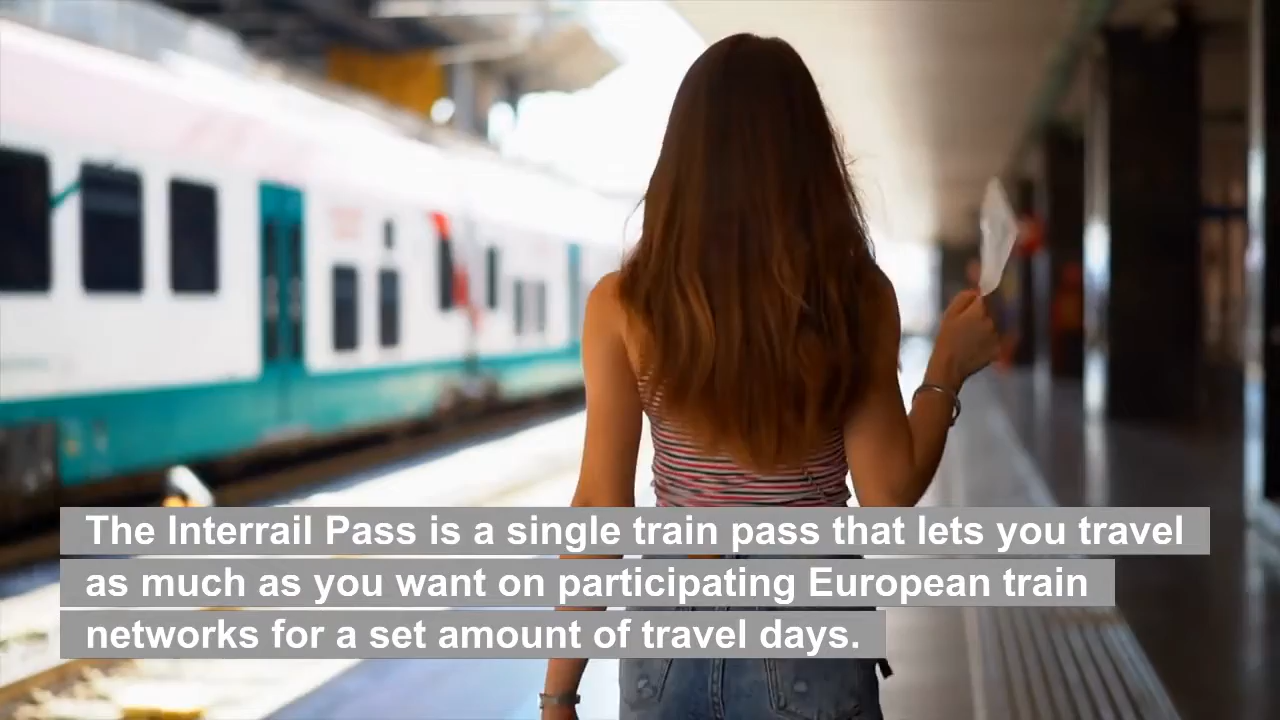 The Interrail Pass is a single train pass that lets you travel
as much as you want on participating European train
networks for a set amount of travel days.